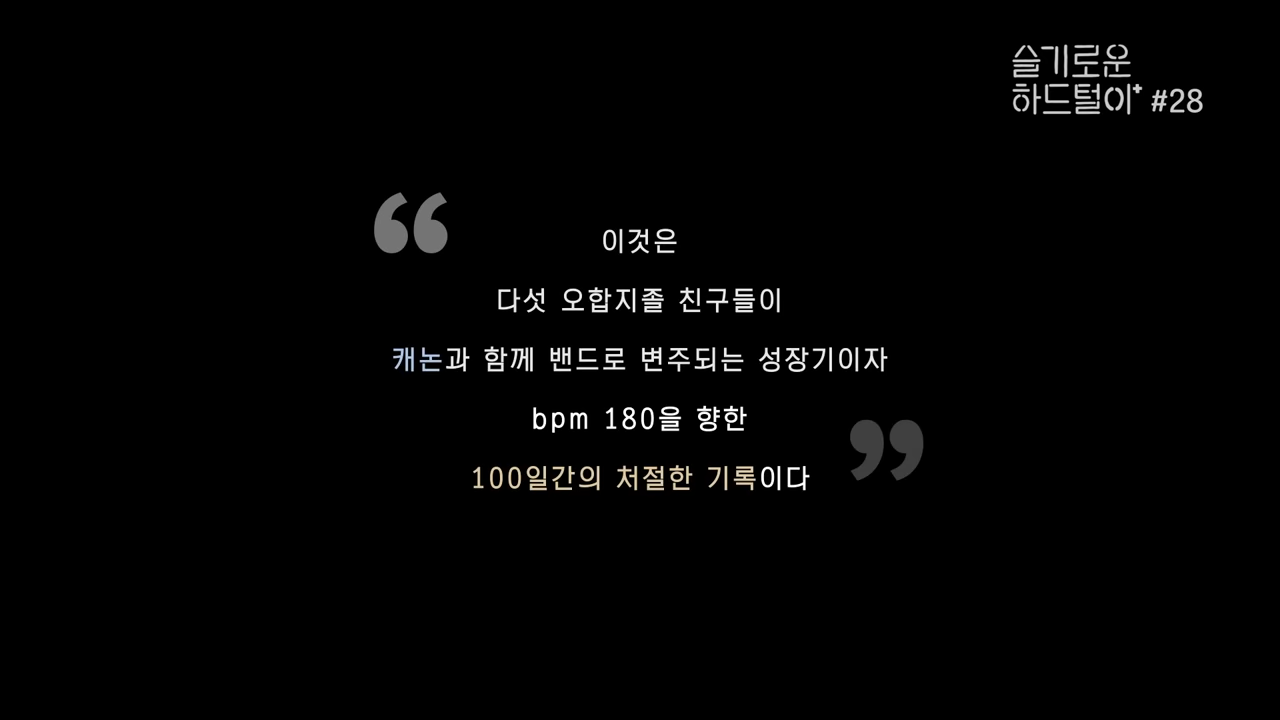 슬기로운
하드털이+ #28
“
이것은
다섯 오합지졸 친구들이
캐논과 함께 밴드로 변주되는 성장기이자
bpm 180을 향한
100일간의 처절한 기록이다
”